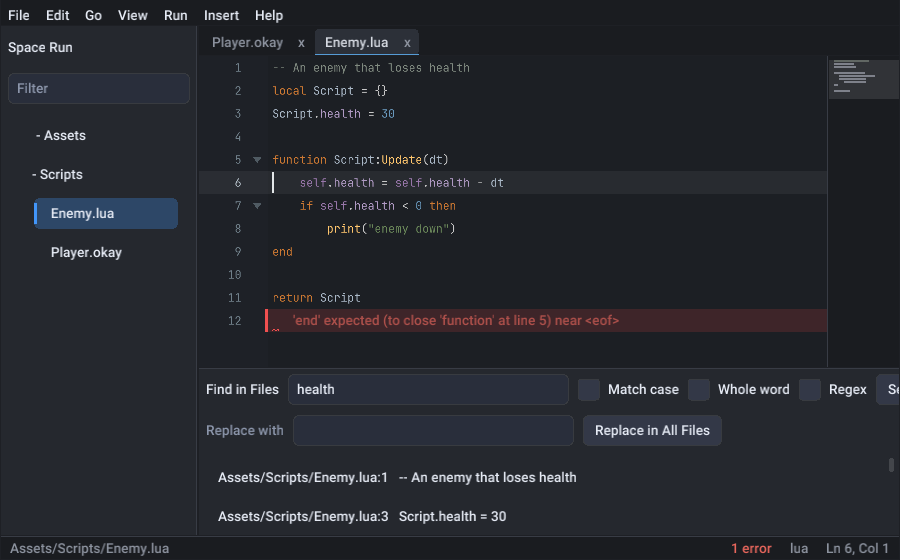 File Edit Go View Run Insert Help
Space Run
Player.okay x Enemy.lua x
Filter
- Assets
- Scripts
Enemy.lua
Player.okay
1 -- An enemy that loses health
2 local Script = {}
3 Script.health = 30
4
5 function Script:Update(dt)
6 self.health = self.health - dt
7 if self.health < 0 then
8 print("enemy down")
9 end
10
11 return Script
12 'end' expected (to close 'function' at line 5) near <eof>
Find in Files health Match case Whole word Regex
Replace with Replace in All Files
Assets/Scripts/Enemy.lua:1 -- An enemy that loses health
Assets/Scripts/Enemy.lua:3 Script.health = 30
Assets/Scripts/Enemy.lua 1 error lua Ln 6, Col 1